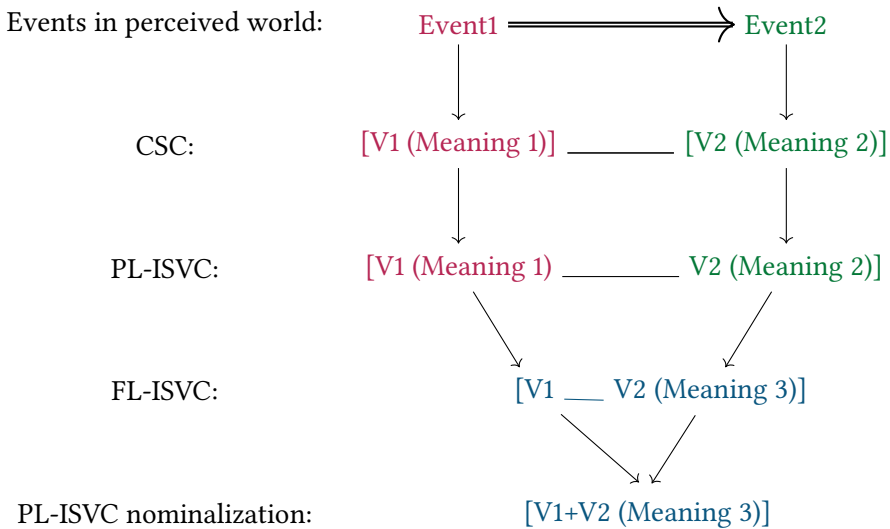 Events in perceived world: Event1 Event2
CSC: [V1 (Meaning 1)] [V2 (Meaning 2)]
PL-ISVC: [V1 (Meaning 1) V2 (Meaning 2)]
FL-ISVC: [V1 __ V2 (Meaning 3)]
PL-ISVC nominalization: [V1+V2 (Meaning 3)]